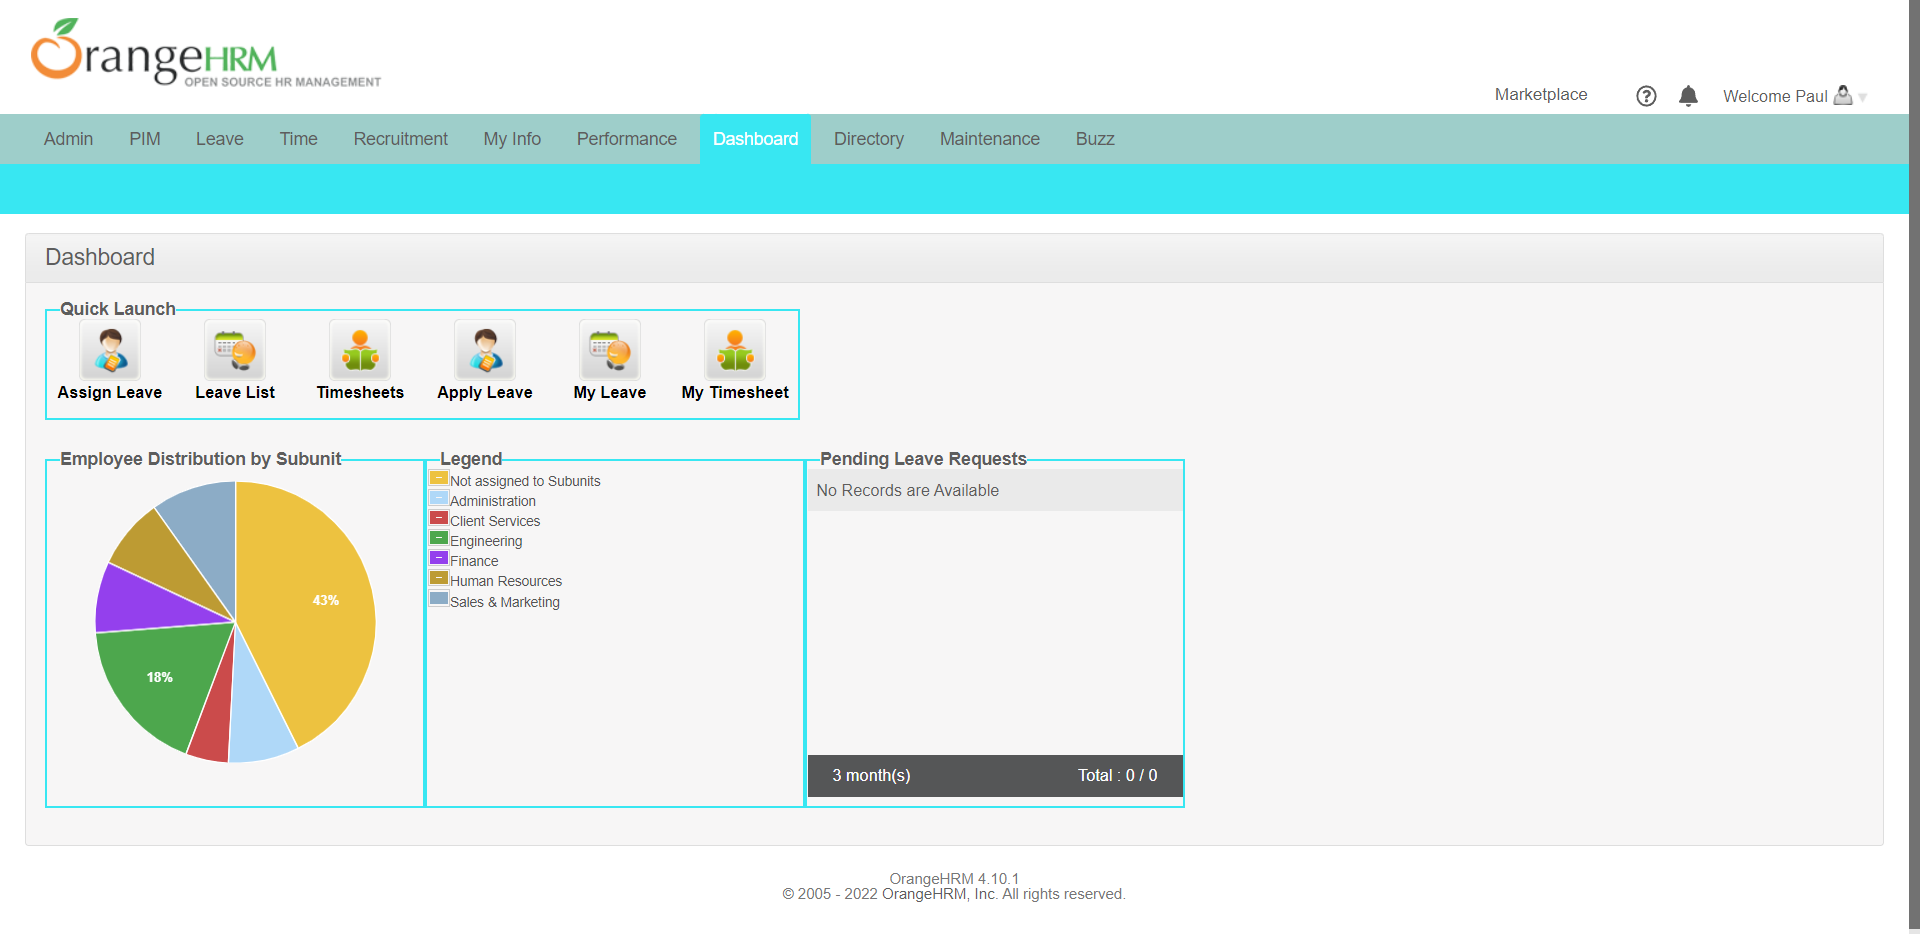 OrangeHRM
OPEN SOURCE HR MANAGEMENT
Marketplace
Welcome Paul
Admin PIM Leave Time Recruitment My Info Performance Dashboard Directory Maintenance Buzz
Dashboard
Quick Launch
Assign Leave Leave List Timesheets Apply Leave My Leave My Timesheet
Employee Distribution by Subunit
43%
18%
Legend
Not assigned to Subunits
Administration
Client Services
Engineering
Finance
Human Resources
Sales & Marketing
Pending Leave Requests
No Records are Available
3 month(s) Total : 0 / 0
OrangeHRM 4.10.1
© 2005 - 2022 OrangeHRM, Inc. All rights reserved.